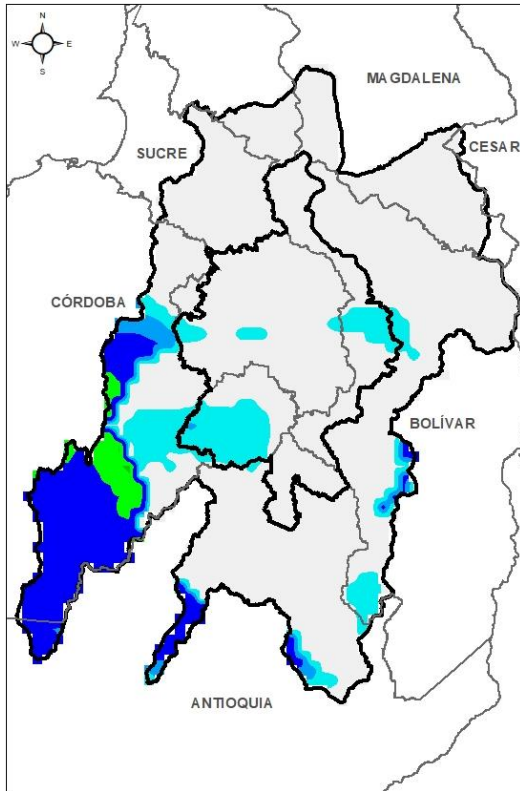 N
W E
S
MAGDALENA
SUCRE
CESAR
CÓRDOBA
BOLÍVAR
ANTIOQUIA